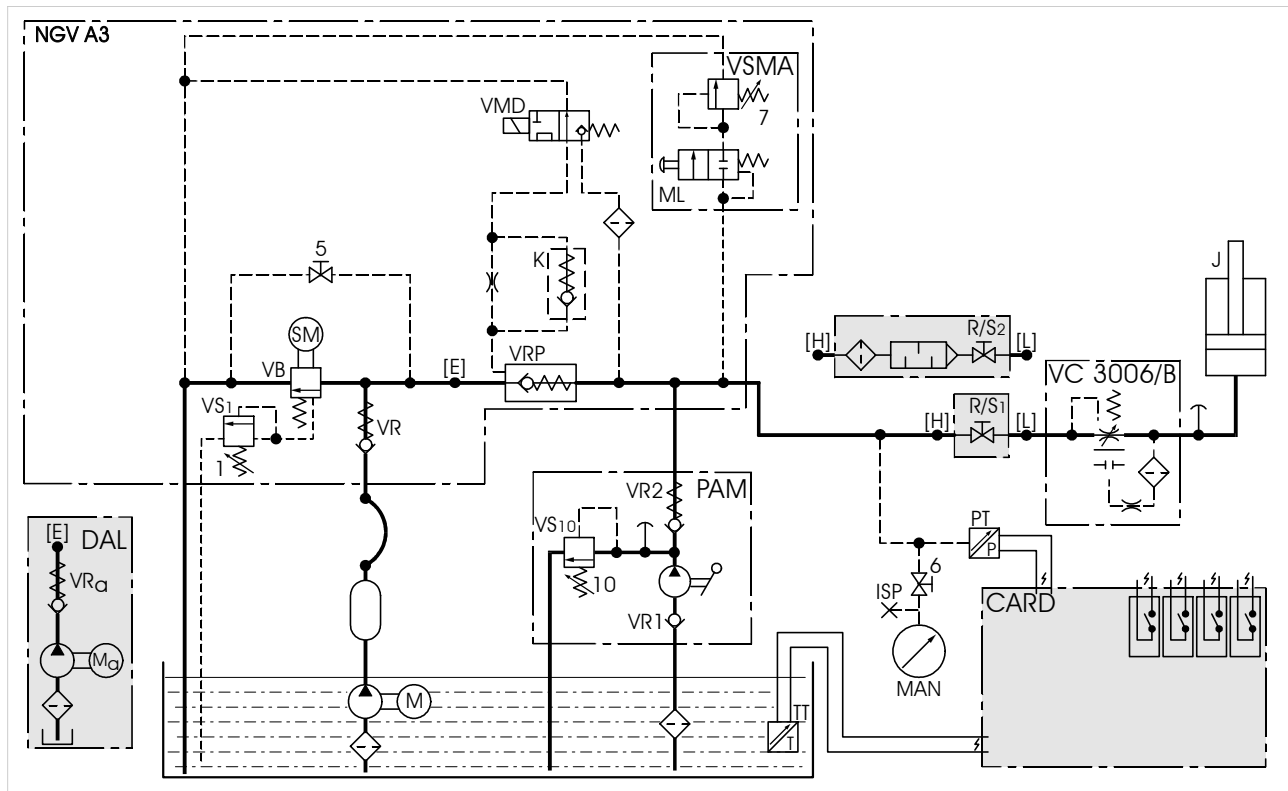 NGV A3
VSMA
VMD
7
ML
5
K
J
SM
[H]
R/S2
[L]
VB
[E]
VRP
VC 3006/B
VS1
VR
R/S1
[H]
[L]
1
VR2
PAM
VS10
PT
P
[E]
DAL
10
6
VRa
ISP
CARD
VR1
Ma
MAN
M
TT
T